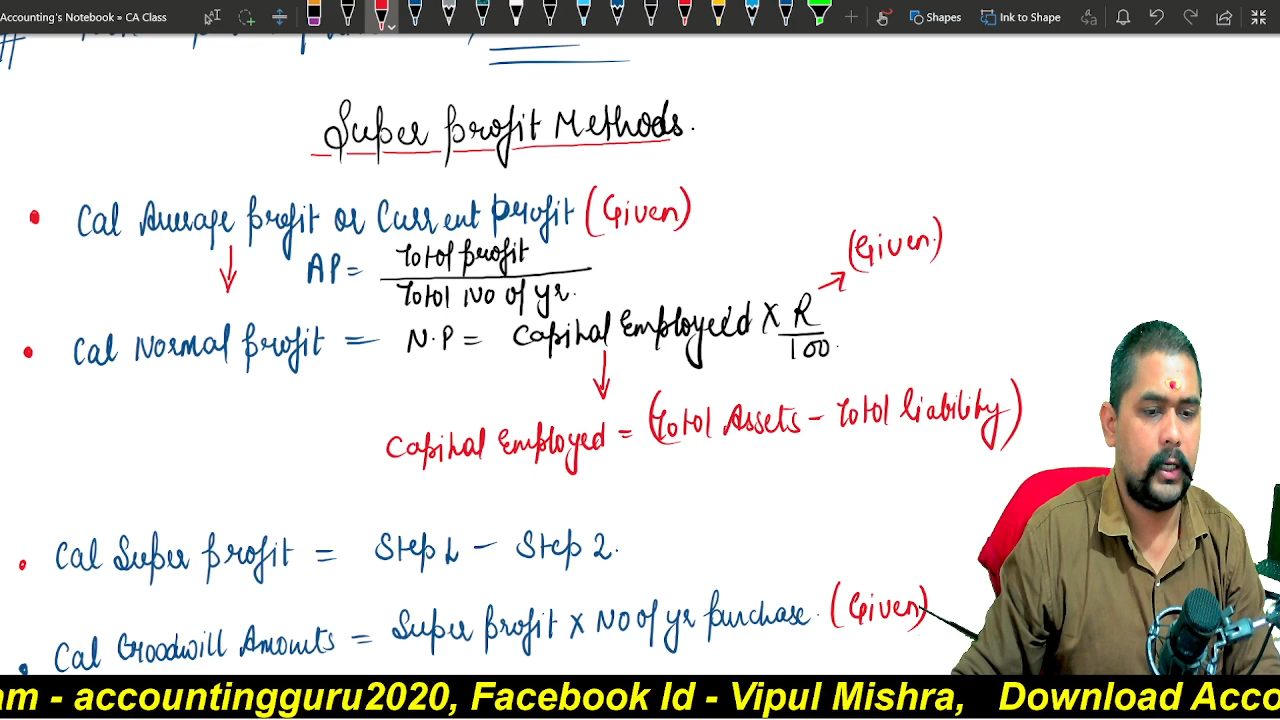 Accounting's Notebook » CA Class
Shapes
Ink to Shape
Super profit Methods.
• Cal Average profit or Current profit (Given)
AP = Total profit / Total No of yr.
(Given)
• Cal Normal profit = N.P = Capital Employee'd X R / 100.
Capital Employed = (Total Assets – Total liability)
• Cal Super profit = Step 1 – Step 2.
• Cal Goodwill Amounts = Super profit X No of yr purchase. (Given)
am - accountingguru2020, Facebook Id - Vipul Mishra, Download Acco